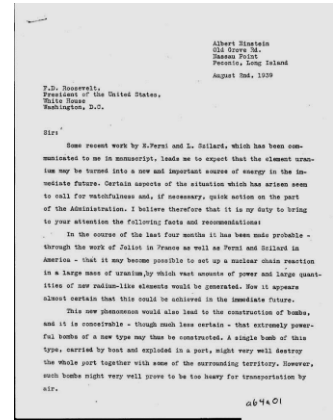 Albert Einstein
Old Grove Rd.
Nassau Point
Peconic, Long Island
August 2nd, 1939
F.D. Roosevelt,
President of the United States,
White House
Washington, D.C.
Sir:
Some recent work by E.Fermi and L. Szilard, which has been com-
municated to me in manuscript, leads me to expect that the element uran-
ium may be turned into a new and important source of energy in the im-
mediate future. Certain aspects of the situation which has arisen seem
to call for watchfulness and, if necessary, quick action on the part
of the Administration. I believe therefore that it is my duty to bring
to your attention the following facts and recommendations:
In the course of the last four months it has been made probable -
through the work of Joliot in France as well as Fermi and Szilard in
America - that it may become possible to set up a nuclear chain reaction
in a large mass of uranium,by which vast amounts of power and large quant-
ities of new radium-like elements would be generated. Now it appears
almost certain that this could be achieved in the immediate future.
This new phenomenon would also lead to the construction of bombs,
and it is conceivable - though much less certain - that extremely power-
ful bombs of a new type may thus be constructed. A single bomb of this
type, carried by boat and exploded in a port, might very well destroy
the whole port together with some of the surrounding territory. However,
such bombs might very well prove to be too heavy for transportation by
air.
a64a01